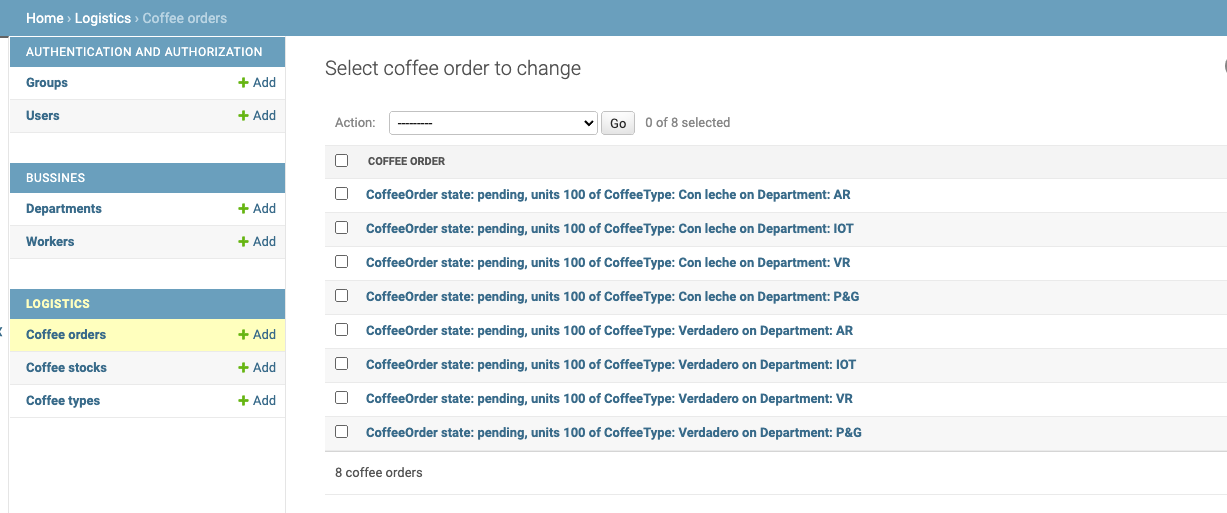 Home › Logistics › Coffee orders
AUTHENTICATION AND AUTHORIZATION
Groups + Add
Users + Add
BUSSINES
Departments + Add
Workers + Add
LOGISTICS
Coffee orders + Add
Coffee stocks + Add
Coffee types + Add
Select coffee order to change
Action: --------- Go 0 of 8 selected
COFFEE ORDER
CoffeeOrder state: pending, units 100 of CoffeeType: Con leche on Department: AR
CoffeeOrder state: pending, units 100 of CoffeeType: Con leche on Department: IOT
CoffeeOrder state: pending, units 100 of CoffeeType: Con leche on Department: VR
CoffeeOrder state: pending, units 100 of CoffeeType: Con leche on Department: P&G
CoffeeOrder state: pending, units 100 of CoffeeType: Verdadero on Department: AR
CoffeeOrder state: pending, units 100 of CoffeeType: Verdadero on Department: IOT
CoffeeOrder state: pending, units 100 of CoffeeType: Verdadero on Department: VR
CoffeeOrder state: pending, units 100 of CoffeeType: Verdadero on Department: P&G
8 coffee orders